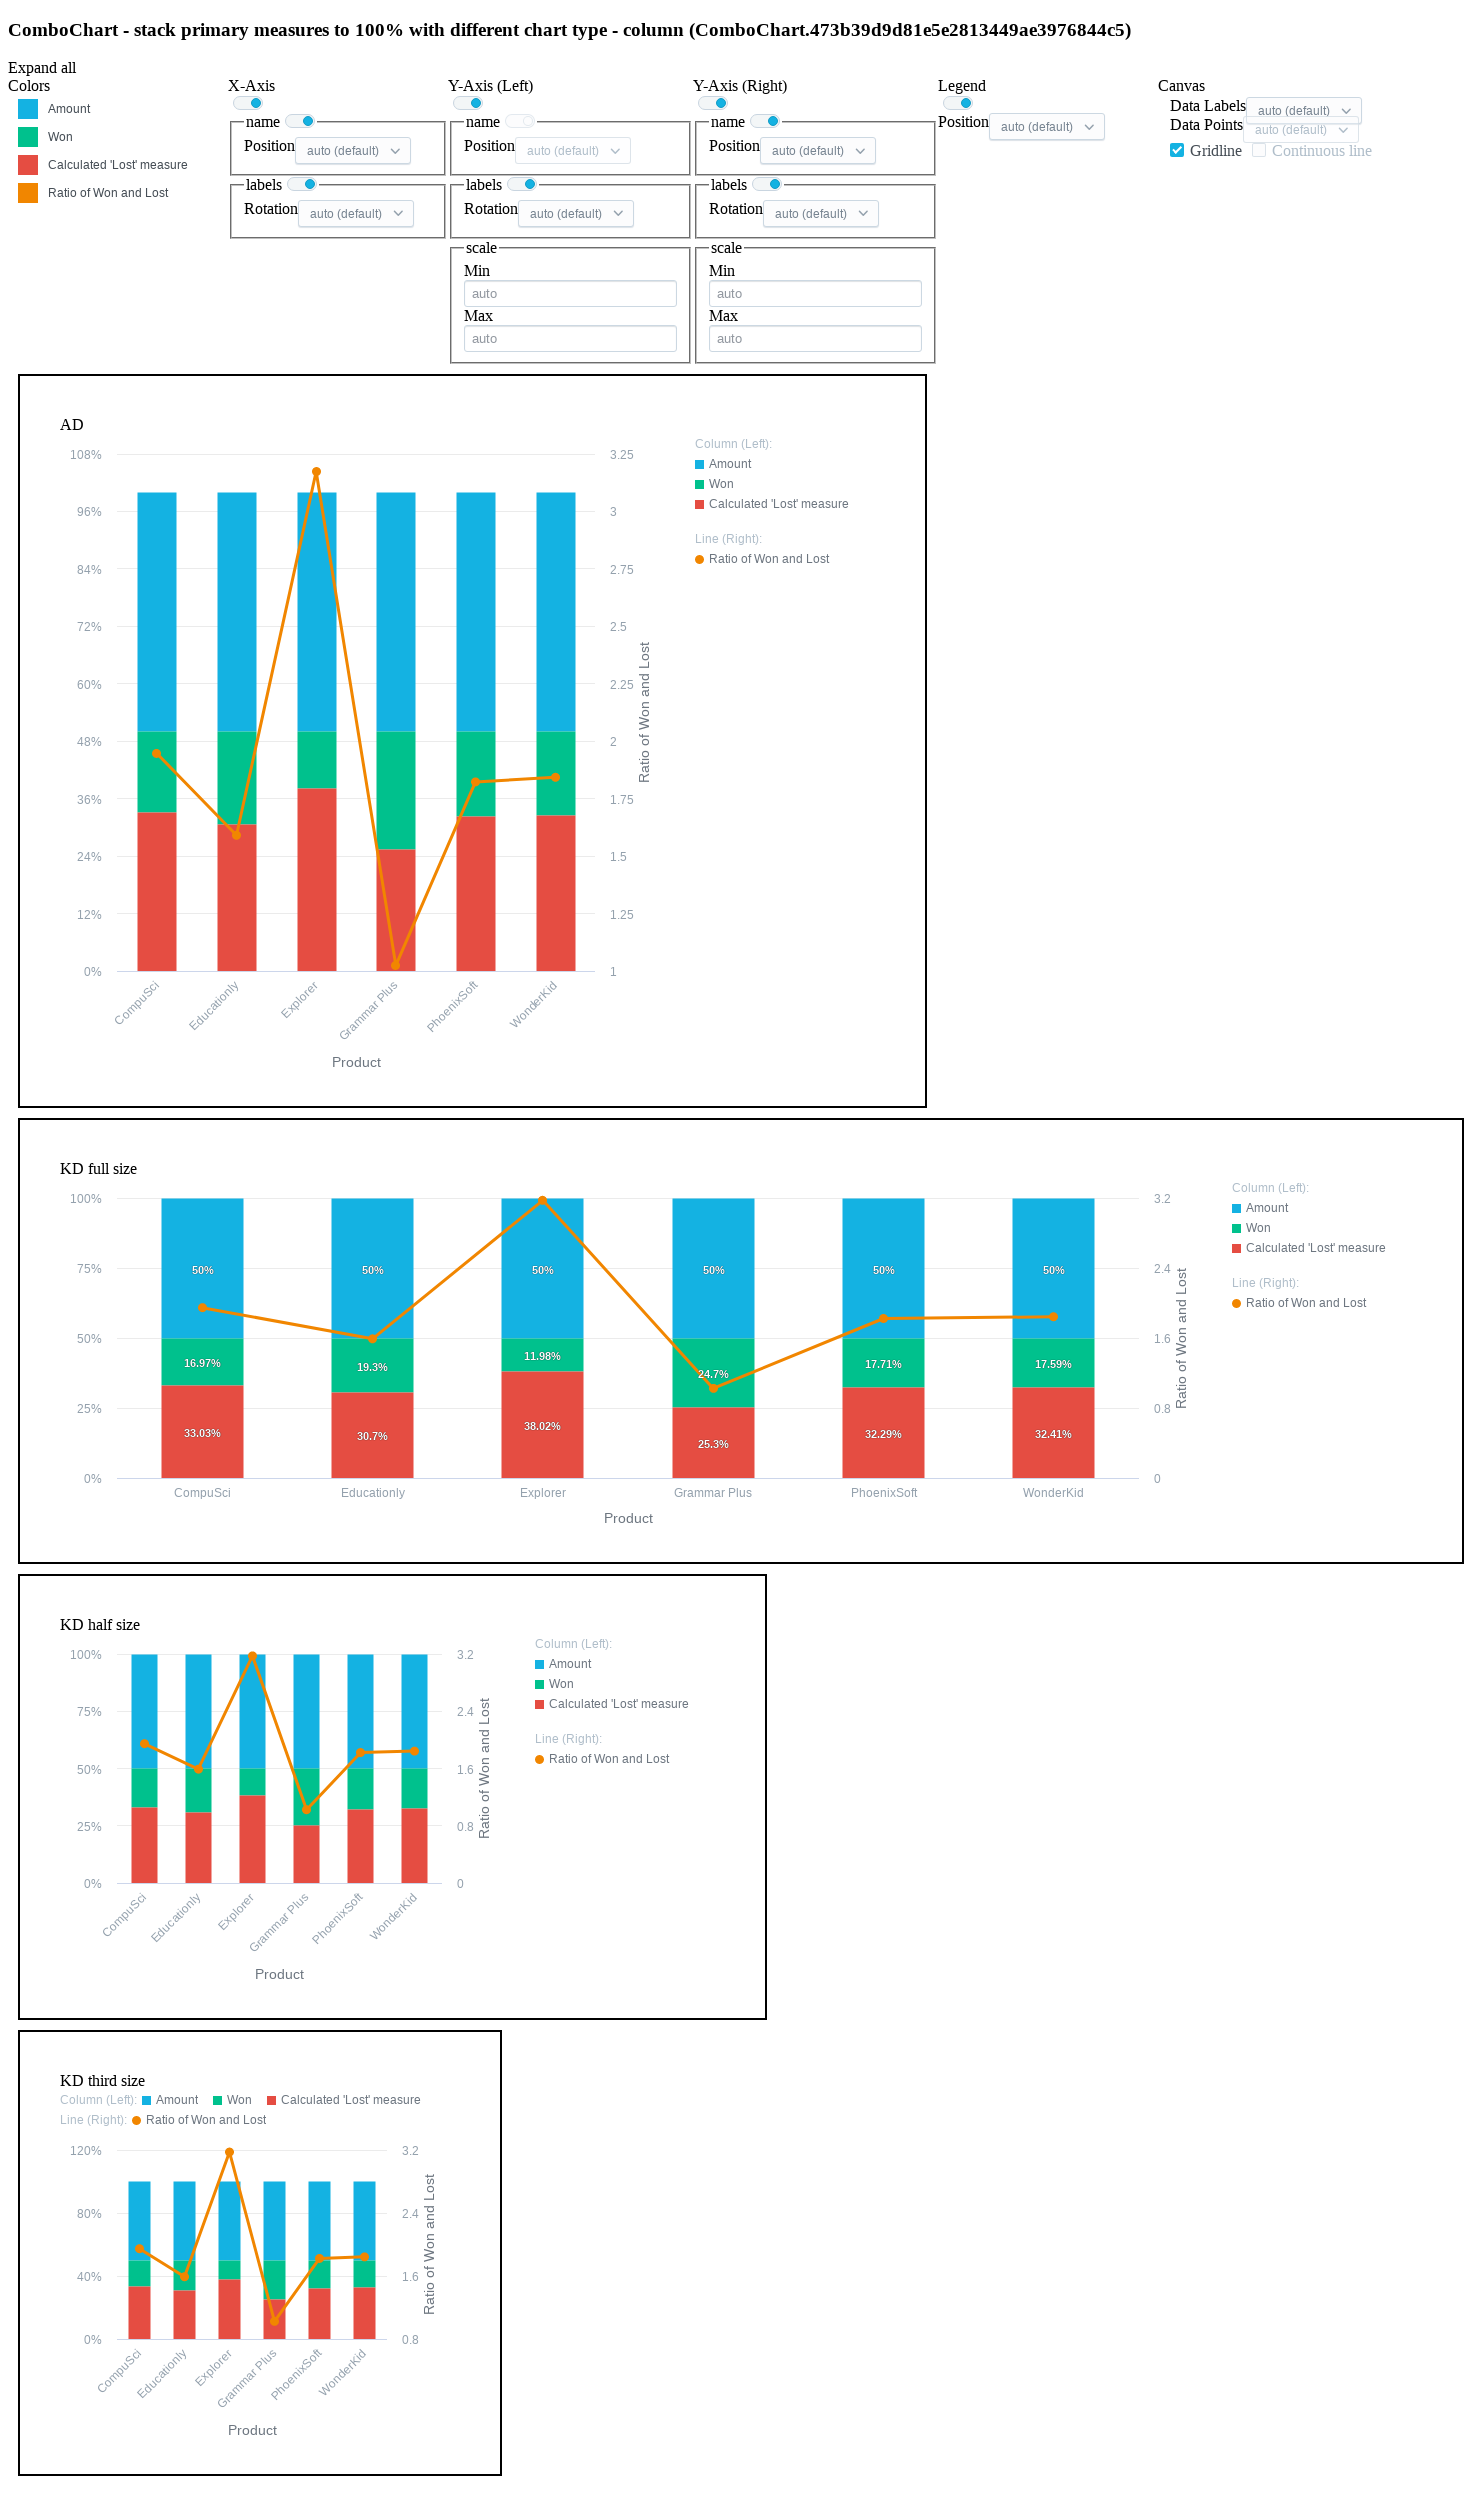 ComboChart - stack primary measures to 100% with different chart type - column (ComboChart.473b39d9d81e5e2813449ae3976844c5)
Expand all
Colors
Amount
Won
Calculated 'Lost' measure
Ratio of Won and Lost
X-Axis
name
Position auto (default)
labels
Rotation auto (default)
Y-Axis (Left)
name
Position auto (default)
labels
Rotation auto (default)
scale
Min
auto
Max
auto
Y-Axis (Right)
name
Position auto (default)
labels
Rotation auto (default)
scale
Min
auto
Max
auto
Legend
Position auto (default)
Canvas
Data Labels auto (default)
Data Points auto (default)
Gridline Continuous line
AD
108%
96%
84%
72%
60%
48%
36%
24%
12%
0%
3.25
3
2.75
2.5
2.25
2
1.75
1.5
1.25
1
Ratio of Won and Lost
CompuSci
Educationly
Explorer
Grammar Plus
PhoenixSoft
WonderKid
Product
Column (Left):
Amount
Won
Calculated 'Lost' measure
Line (Right):
Ratio of Won and Lost
KD full size
100%
75%
50%
25%
0%
50% 50% 50% 50% 50% 50%
16.97% 19.3% 11.98% 24.7% 17.71% 17.59%
33.03% 30.7% 38.02% 25.3% 32.29% 32.41%
3.2
2.4
1.6
0.8
0
Ratio of Won and Lost
CompuSci Educationly Explorer Grammar Plus PhoenixSoft WonderKid
Product
Column (Left):
Amount
Won
Calculated 'Lost' measure
Line (Right):
Ratio of Won and Lost
KD half size
100%
75%
50%
25%
0%
3.2
2.4
1.6
0.8
0
Ratio of Won and Lost
CompuSci
Educationly
Explorer
Grammar Plus
PhoenixSoft
WonderKid
Product
Column (Left):
Amount
Won
Calculated 'Lost' measure
Line (Right):
Ratio of Won and Lost
KD third size
Column (Left): Amount Won Calculated 'Lost' measure
Line (Right): Ratio of Won and Lost
120%
80%
40%
0%
3.2
2.4
1.6
0.8
Ratio of Won and Lost
CompuSci
Educationly
Explorer
Grammar Plus
PhoenixSoft
WonderKid
Product